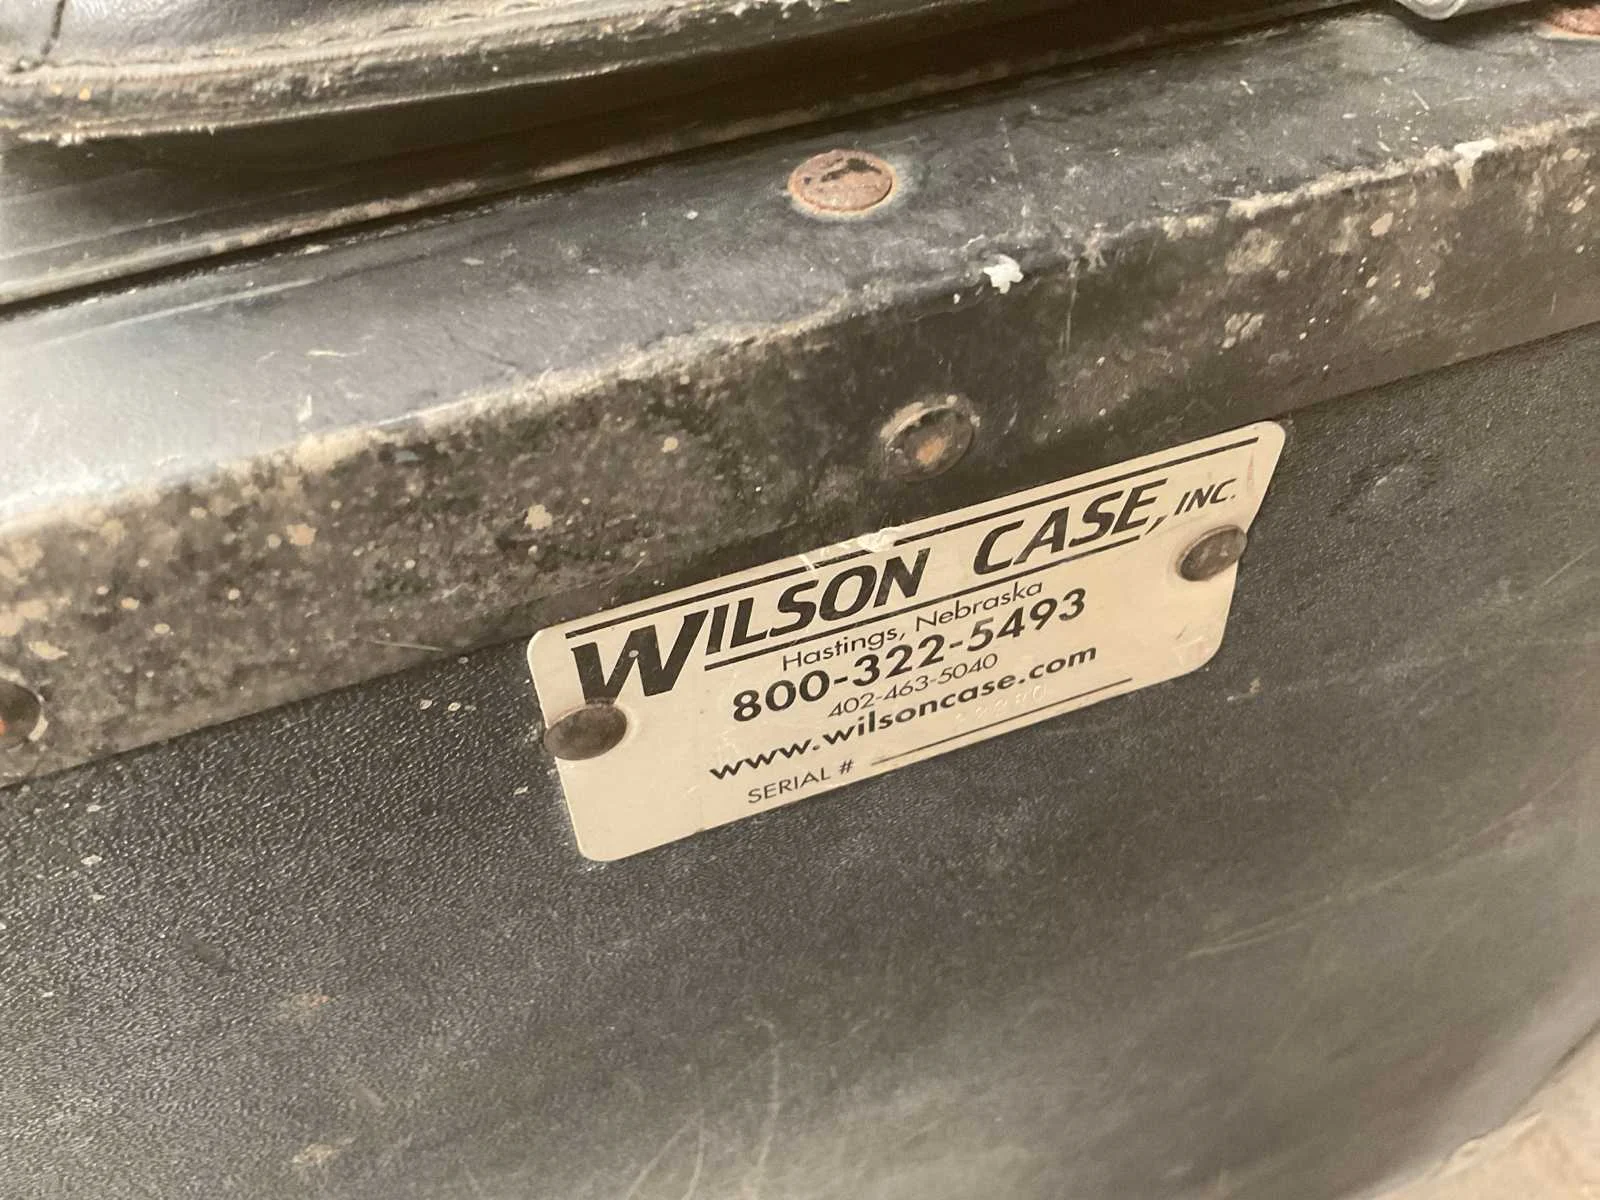 WILSON CASE, INC.
Hastings, Nebraska
800-322-5493
402-463-5040
www.wilsoncase.com
SERIAL #